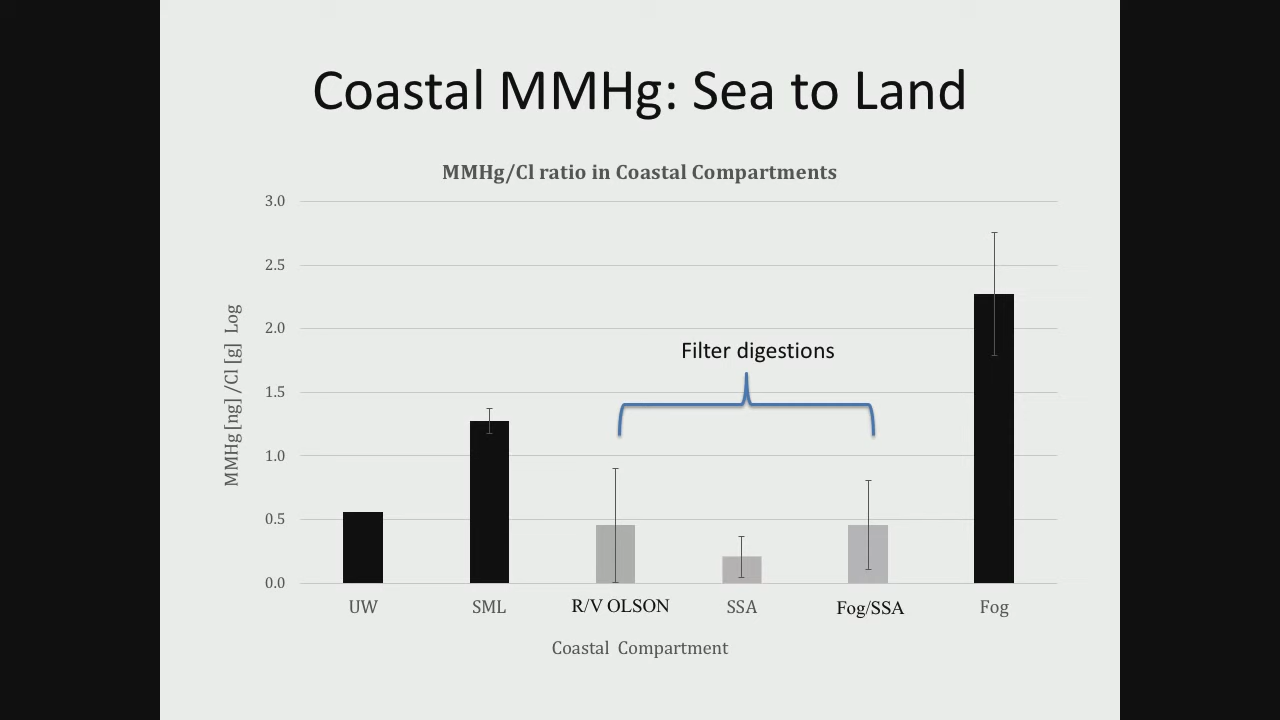 Coastal MMHg: Sea to Land
MMHg/Cl ratio in Coastal Compartments
3.0
2.5
2.0
1.5
1.0
0.5
0.0
MMHg [ng] /Cl [g] Log
Filter digestions
UW
SML
R/V OLSON
SSA
Fog/SSA
Fog
Coastal Compartment